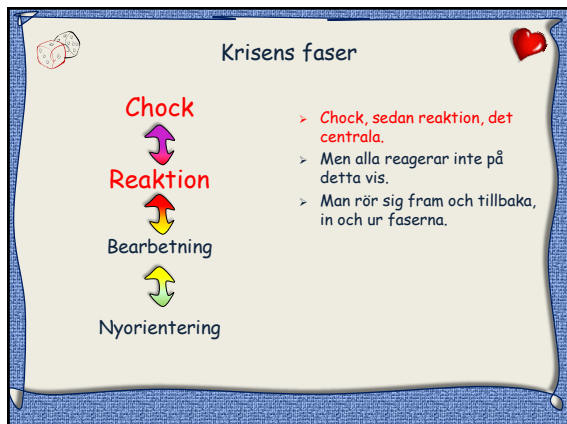 Krisens faser
Chock
Reaktion
Bearbetning
Nyorientering
➢ Chock, sedan reaktion, det
centrala.
➢ Men alla reagerar inte på
detta vis.
➢ Man rör sig fram och tillbaka,
in och ur faserna.